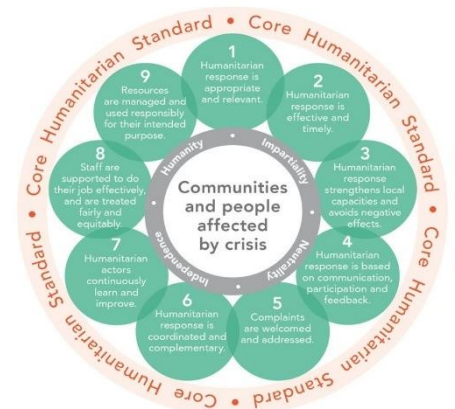 Core Humanitarian Standard • Core Humanitarian Standard • Core Humanitarian Standard • Core Humanitarian Standard •
1
Humanitarian
response is
appropriate
and relevant.
2
Humanitarian
response is
effective and
timely.
3
Humanitarian
response
strengthens local
capacities and
avoids negative
effects.
4
Humanitarian
response is based
on communication,
participation and
feedback.
5
Complaints
are welcomed
and addressed.
6
Humanitarian
response is
coordinated and
complementary.
7
Humanitarian
actors
continuously
learn and
improve.
8
Staff are
supported to do
their job effectively,
and are treated
fairly and
equitably.
9
Resources
are managed and
used responsibly
for their intended
purpose.
Humanity • Impartiality • Neutrality • Independence •
Communities
and people
affected
by crisis